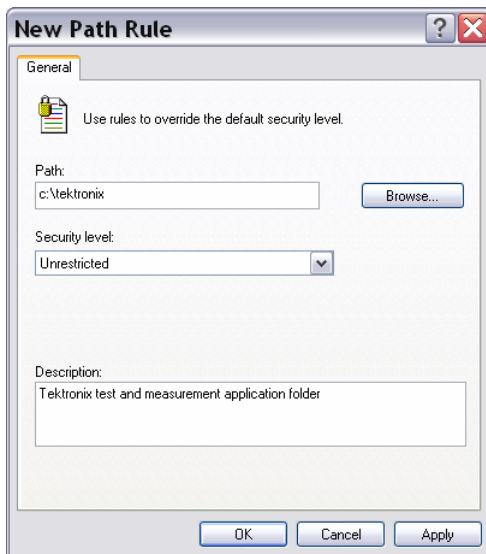 New Path Rule
General
Use rules to override the default security level.
Path:
c:\tektronix
Browse...
Security level:
Unrestricted
Description:
Tektronix test and measurement application folder
OK Cancel Apply